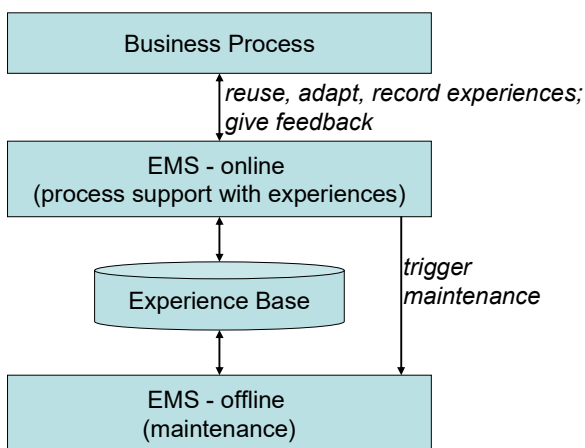 Business Process
reuse, adapt, record experiences;
give feedback
EMS - online
(process support with experiences)
trigger
maintenance
Experience Base
EMS - offline
(maintenance)